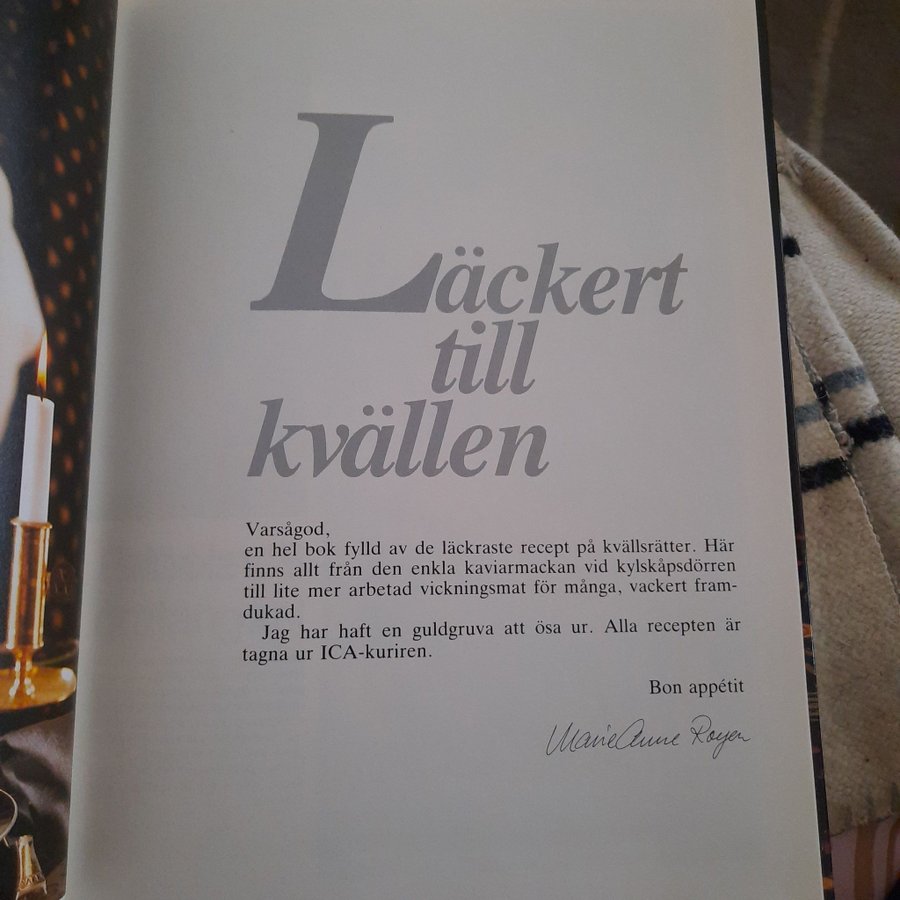 Läckert
till
kvällen
Varsågod,
en hel bok fylld av de läckraste recept på kvällsrätter. Här
finns allt från den enkla kaviarmackan vid kylskåpsdörren
till lite mer arbetad vickningsmat för många, vackert fram-
dukad.
Jag har haft en guldgruva att ösa ur. Alla recepten är
tagna ur ICA-kuriren.
Bon appétit
MarieAnne Royen